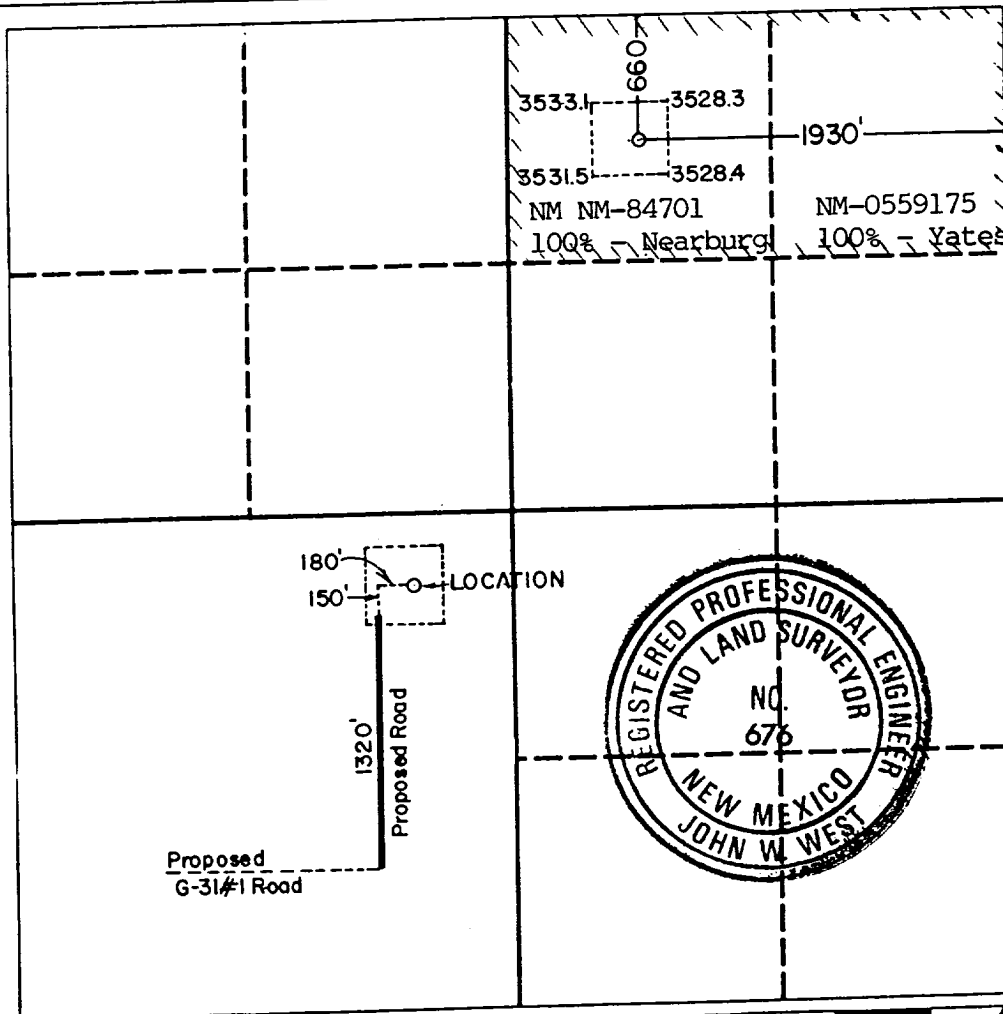 660
3533.1 3528.3
1930'
3531.5 3528.4
NM NM-84701 NM-0559175
100% - Nearburg 100% - Yates
180'
LOCATION
150'
1320'
Proposed Road
Proposed
G-31#1 Road
REGISTERED PROFESSIONAL ENGINEER
AND LAND SURVEYOR
NO.
676
NEW MEXICO
JOHN W. WEST